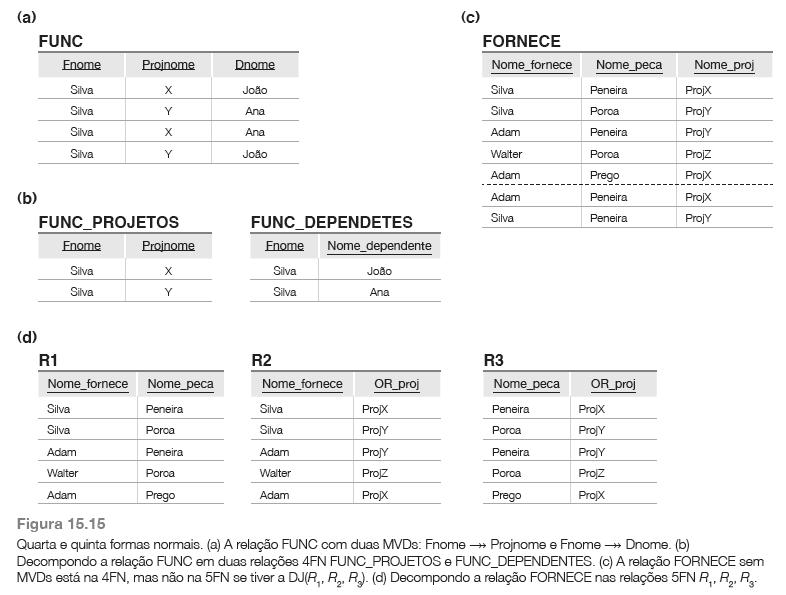 (a)
FUNC
Fnome Projnome Dnome
Silva X João
Silva Y Ana
Silva X Ana
Silva Y João
(b)
FUNC_PROJETOS
Fnome Projnome
Silva X
Silva Y
FUNC_DEPENDETES
Fnome Nome_dependente
Silva João
Silva Ana
(c)
FORNECE
Nome_fornece Nome_peca Nome_proj
Silva Peneira ProjX
Silva Porca ProjY
Adam Peneira ProjY
Walter Porca ProjZ
Adam Prego ProjX
Adam Peneira ProjX
Silva Peneira ProjY
(d)
R1
Nome_fornece Nome_peca
Silva Peneira
Silva Porca
Adam Peneira
Walter Porca
Adam Prego
R2
Nome_fornece OR_proj
Silva ProjX
Silva ProjY
Adam ProjY
Walter ProjZ
Adam ProjX
R3
Nome_peca OR_proj
Peneira ProjX
Porca ProjY
Peneira ProjY
Porca ProjZ
Prego ProjX
Figura 15.15
Quarta e quinta formas normais. (a) A relação FUNC com duas MVDs: Fnome →→ Projnome e Fnome →→ Dnome. (b)
Decompondo a relação FUNC em duas relações 4FN FUNC_PROJETOS e FUNC_DEPENDENTES. (c) A relação FORNECE sem
MVDs está na 4FN, mas não na 5FN se tiver a DJ(R1, R2, R3). (d) Decompondo a relação FORNECE nas relações 5FN R1, R2, R3.